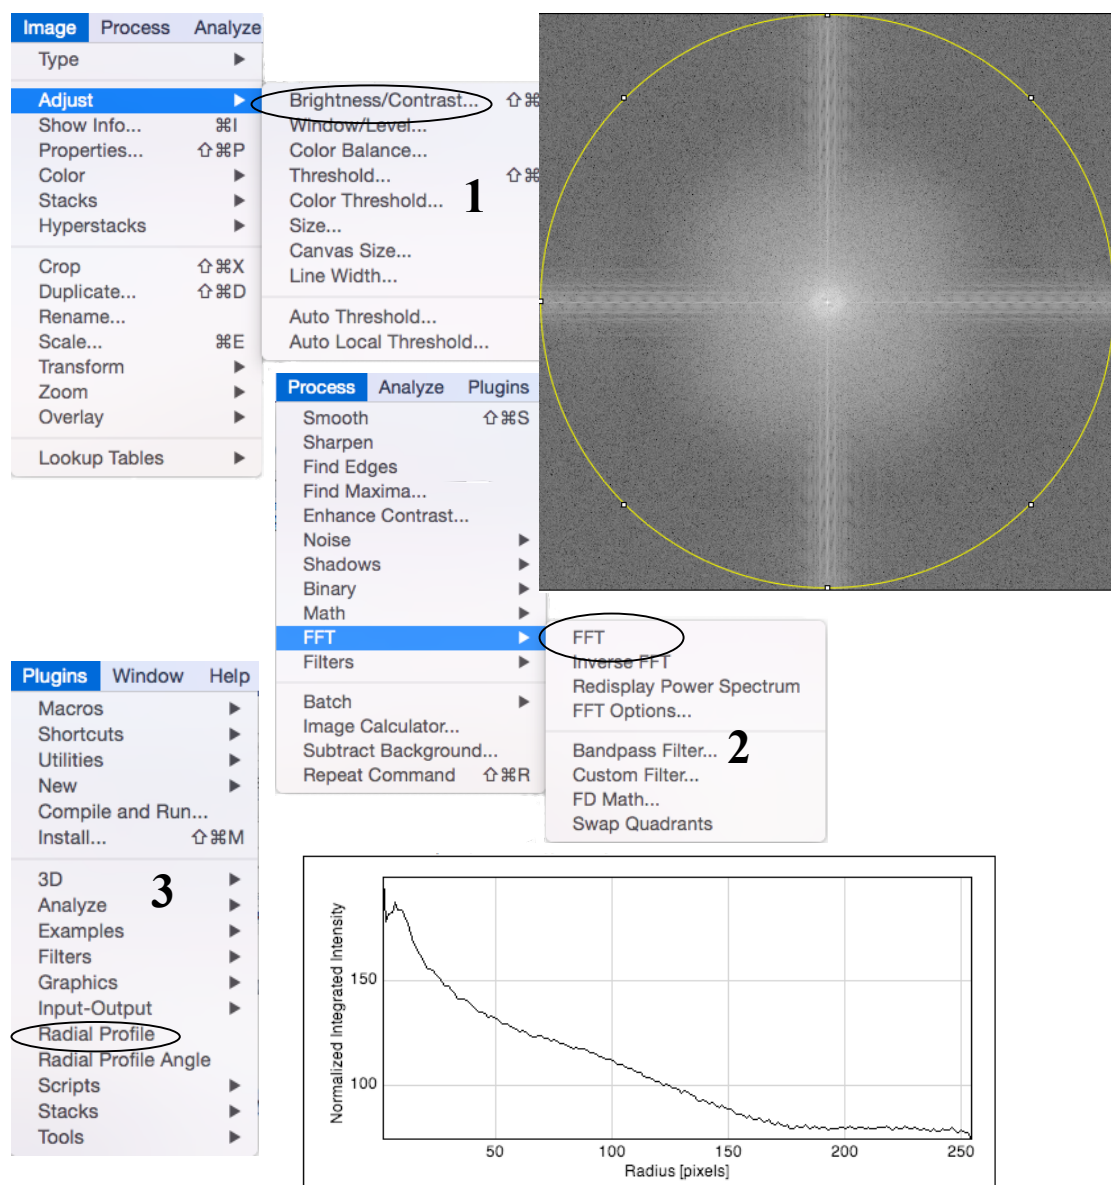 Image Process Analyze
Type
Adjust
Show Info... ⌘I
Properties... ⇧⌘P
Color
Stacks
Hyperstacks
Crop ⇧⌘X
Duplicate... ⇧⌘D
Rename...
Scale... ⌘E
Transform
Zoom
Overlay
Lookup Tables
Brightness/Contrast... ⇧⌘
Window/Level...
Color Balance...
Threshold... ⇧⌘
Color Threshold...
Size...
Canvas Size...
Line Width...
Auto Threshold...
Auto Local Threshold...
1
Process Analyze Plugins
Smooth ⇧⌘S
Sharpen
Find Edges
Find Maxima...
Enhance Contrast...
Noise
Shadows
Binary
Math
FFT
Filters
Batch
Image Calculator...
Subtract Background...
Repeat Command ⇧⌘R
FFT
Inverse FFT
Redisplay Power Spectrum
FFT Options...
Bandpass Filter...
Custom Filter...
FD Math...
Swap Quadrants
2
Plugins Window Help
Macros
Shortcuts
Utilities
New
Compile and Run...
Install... ⇧⌘M
3D
Analyze
Examples
Filters
Graphics
Input-Output
Radial Profile
Radial Profile Angle
Scripts
Stacks
Tools
3
Normalized Integrated Intensity
150
100
50 100 150 200 250
Radius [pixels]